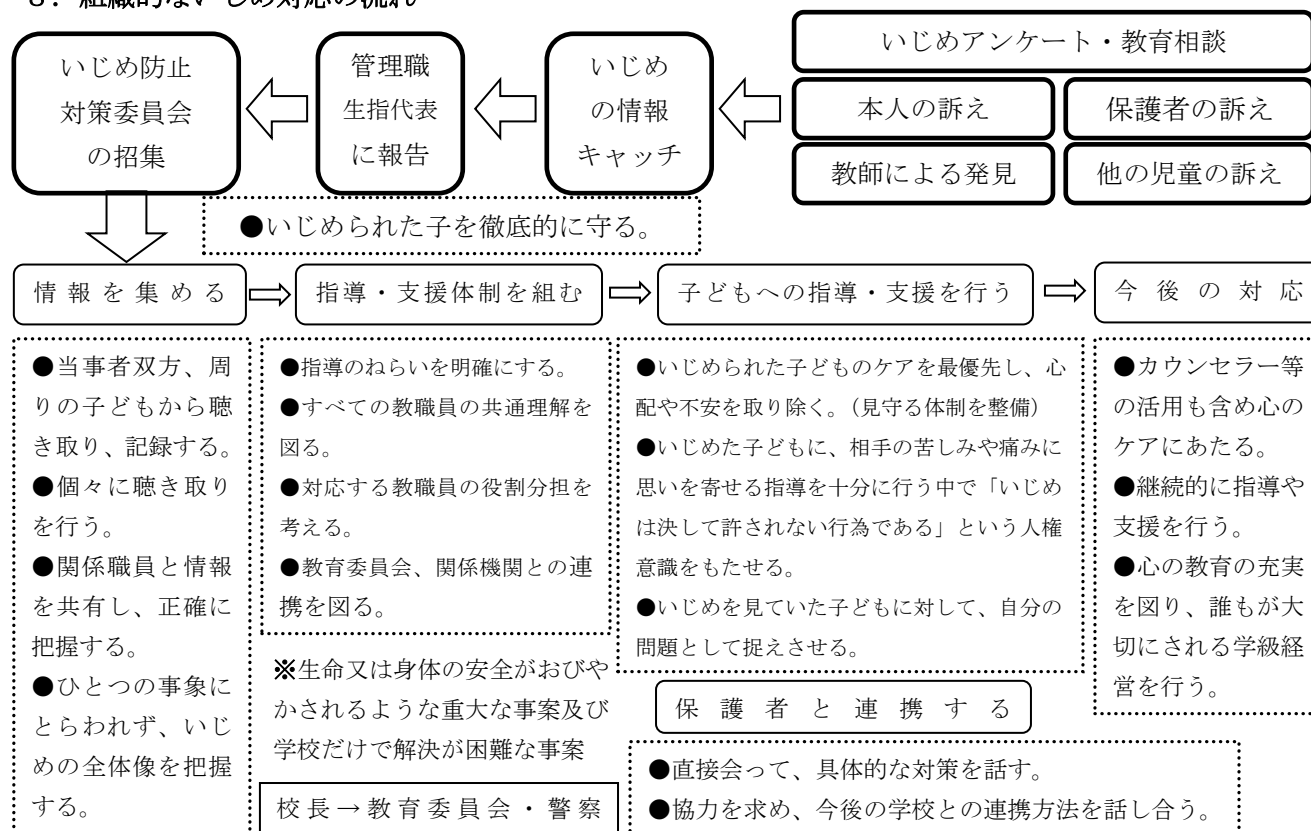 いじめアンケート・教育相談
本人の訴え
保護者の訴え
教師による発見
他の児童の訴え
いじめ
の情報
キャッチ
管理職
生指代表
に報告
いじめ防止
対策委員会
の招集
●いじめられた子を徹底的に守る。
情報を集める
指導・支援体制を組む
子どもへの指導・支援を行う
今後の対応
●当事者双方、周
りの子どもから聴
き取り、記録する。
●個々に聴き取り
を行う。
●関係職員と情報
を共有し、正確に
把握する。
●ひとつの事象に
とらわれず、いじ
めの全体像を把握
する。
●指導のねらいを明確にする。
●すべての教職員の共通理解を
図る。
●対応する教職員の役割分担を
考える。
●教育委員会、関係機関との連
携を図る。
※生命又は身体の安全がおびや
かされるような重大な事案及び
学校だけで解決が困難な事案
校長→教育委員会・警察
●いじめられた子どものケアを最優先し、心
配や不安を取り除く。（見守る体制を整備）
●いじめた子どもに、相手の苦しみや痛みに
思いを寄せる指導を十分に行う中で「いじめ
は決して許されない行為である」という人権
意識をもたせる。
●いじめを見ていた子どもに対して、自分の
問題として捉えさせる。
保護者と連携する
●直接会って、具体的な対策を話す。
●協力を求め、今後の学校との連携方法を話し合う。
●カウンセラー等
の活用も含め心の
ケアにあたる。
●継続的に指導や
支援を行う。
●心の教育の充実
を図り、誰もが大
切にされる学級経
営を行う。